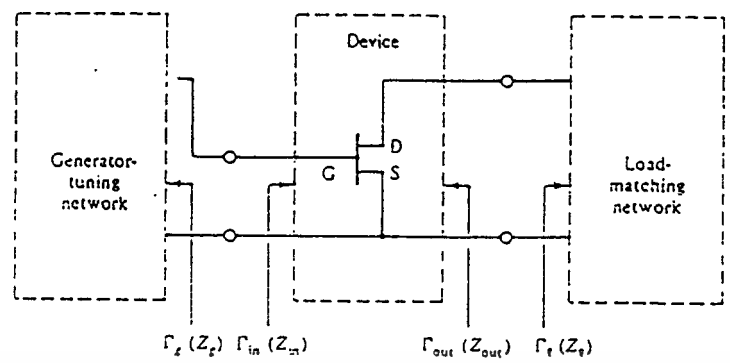 Device
Generator-
tuning
network
G
D
S
Load-
matching
network
Γg (Zg)
Γin (Zin)
Γout (Zout)
Γℓ (Zℓ)